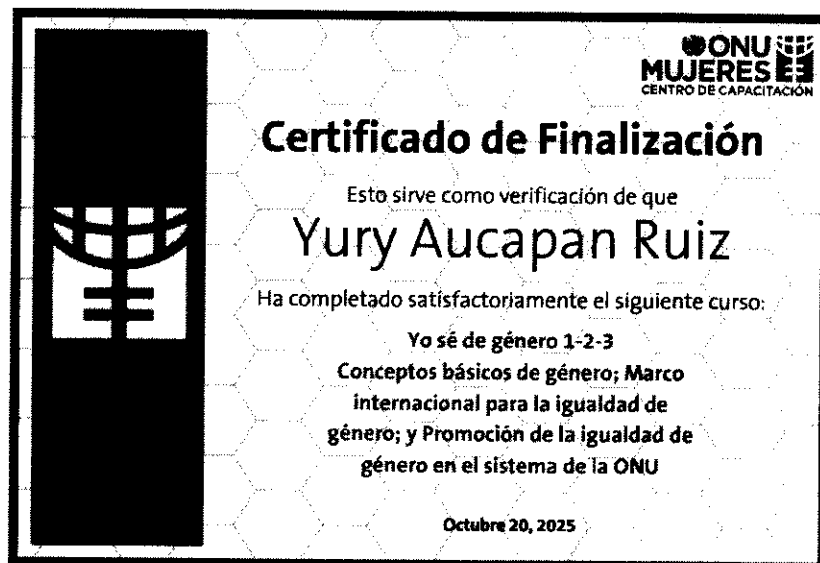 ONU
MUJERES
CENTRO DE CAPACITACIÓN
Certificado de Finalización
Esto sirve como verificación de que
Yury Aucapan Ruiz
Ha completado satisfactoriamente el siguiente curso:
Yo sé de género 1-2-3
Conceptos básicos de género; Marco
internacional para la igualdad de
género; y Promoción de la igualdad de
género en el sistema de la ONU
Octubre 20, 2025